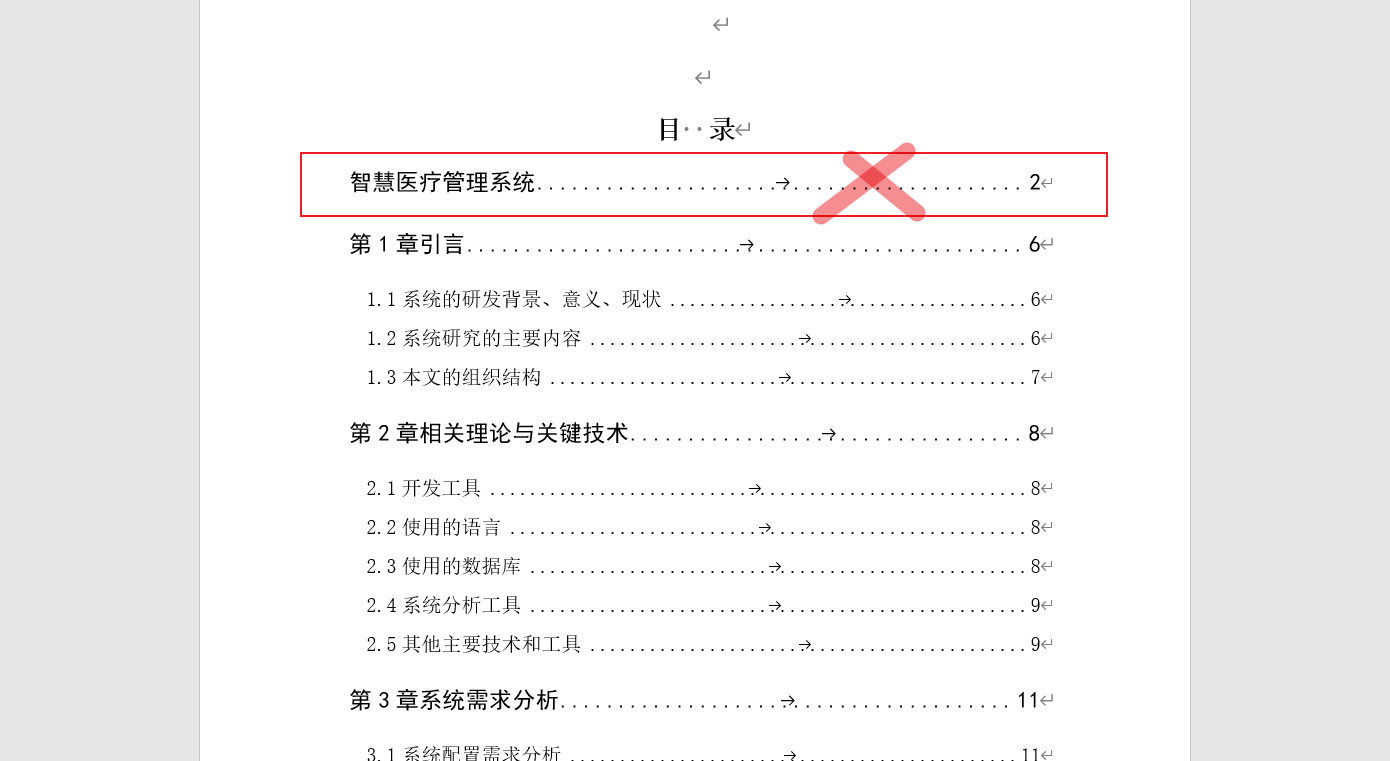 目 录
智慧医疗管理系统................................................2
第 1 章引言................................................6
1.1 系统的研发背景、意义、现状 ....................................6
1.2 系统研究的主要内容 ............................................6
1.3 本文的组织结构 ................................................7
第 2 章相关理论与关键技术..................................8
2.1 开发工具 ......................................................8
2.2 使用的语言 ....................................................8
2.3 使用的数据库 ..................................................8
2.4 系统分析工具 ..................................................9
2.5 其他主要技术和工具 ............................................9
第 3 章系统需求分析.......................................11
3.1 系统配置需求分析 .............................................11